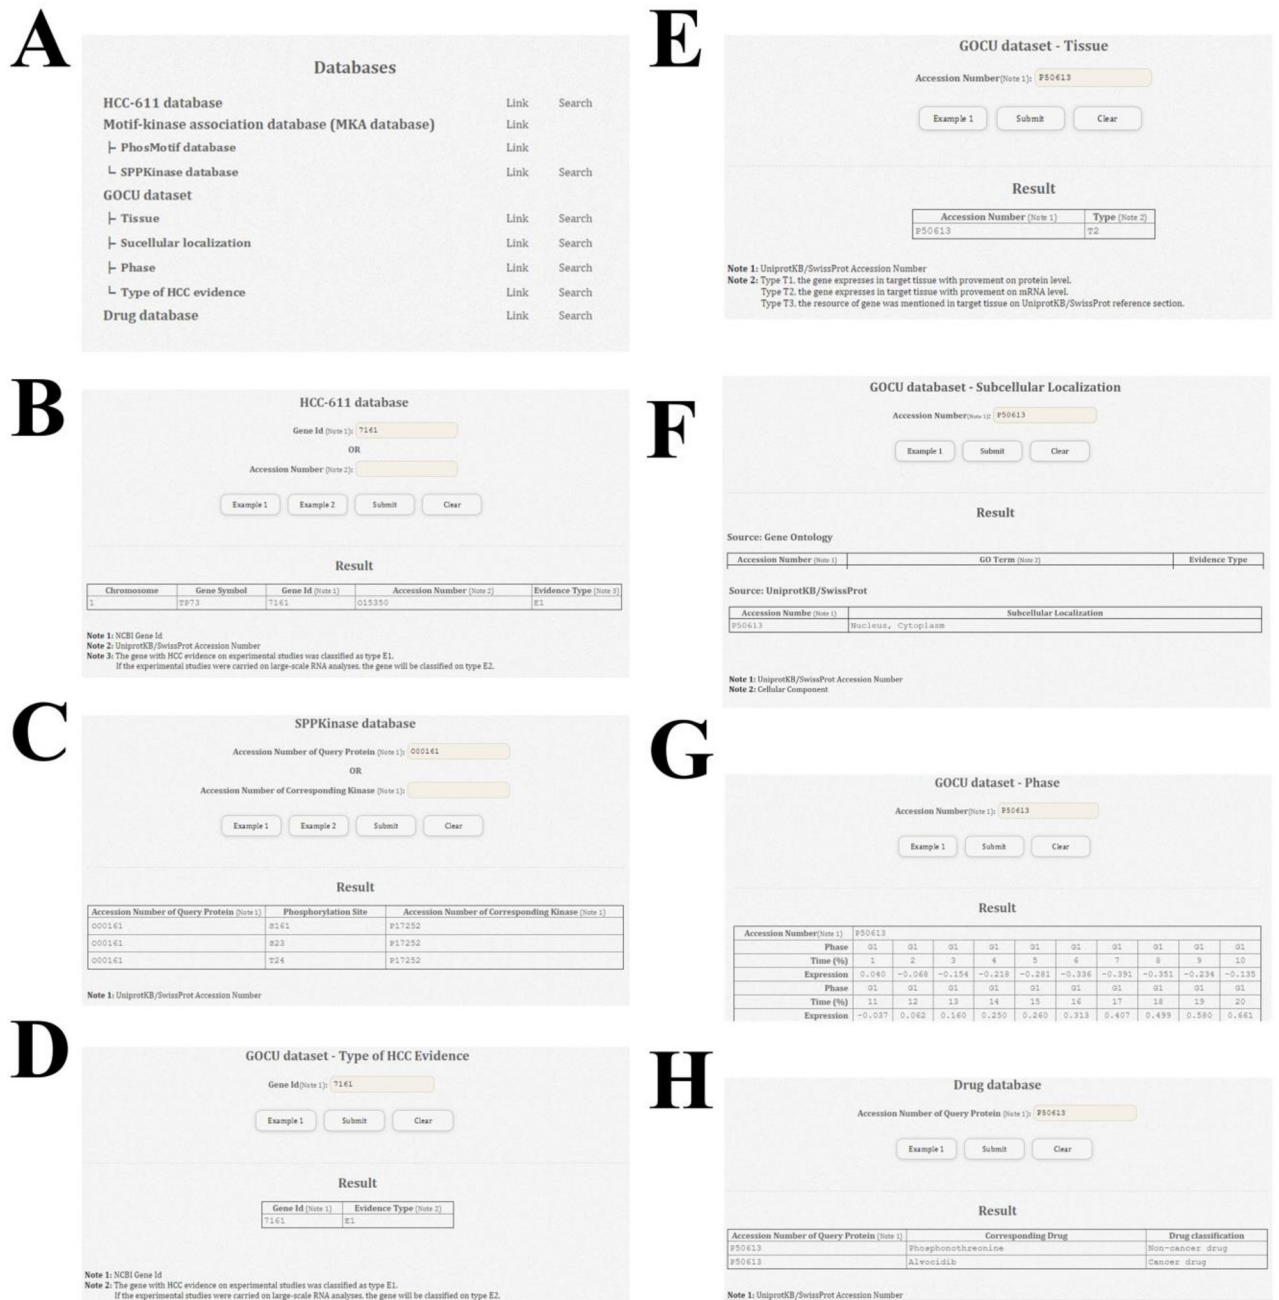 A
Databases
HCC-611 database Link Search
Motif-kinase association database (MKA database) Link
├ PhosMotif database Link
└ SPPKinase database Link Search
GOCU dataset
├ Tissue Link Search
├ Sucellular localization Link Search
├ Phase Link Search
└ Type of HCC evidence Link Search
Drug database Link Search
B
HCC-611 database
Gene Id (Note 1): 7161
OR
Accession Number (Note 2):
Example 1 Example 2 Submit Clear
Result
Chromosome Gene Symbol Gene Id (Note 1) Accession Number (Note 2) Evidence Type (Note 3)
1 TP73 7161 O15350 E1
Note 1: NCBI Gene Id
Note 2: UniprotKB/SwissProt Accession Number
Note 3: The gene with HCC evidence on experimental studies was classified as type E1.
If the experimental studies were carried on large-scale RNA analyses, the gene will be classified on type E2.
C
SPPKinase database
Accession Number of Query Protein (Note 1): O00161
OR
Accession Number of Corresponding Kinase (Note 1):
Example 1 Example 2 Submit Clear
Result
Accession Number of Query Protein (Note 1) Phosphorylation Site Accession Number of Corresponding Kinase (Note 1)
O00161 S161 P17252
O00161 S23 P17252
O00161 T24 P17252
Note 1: UniprotKB/SwissProt Accession Number
D
GOCU dataset - Type of HCC Evidence
Gene Id(Note 1): 7161
Example 1 Submit Clear
Result
Gene Id (Note 1) Evidence Type (Note 2)
7161 E1
Note 1: NCBI Gene Id
Note 2: The gene with HCC evidence on experimental studies was classified as type E1.
If the experimental studies were carried on large-scale RNA analyses, the gene will be classified on type E2.
E
GOCU dataset - Tissue
Accession Number(Note 1): P50613
Example 1 Submit Clear
Result
Accession Number (Note 1) Type (Note 2)
P50613 T2
Note 1: UniprotKB/SwissProt Accession Number
Note 2: Type T1, the gene expresses in target tissue with provement on protein level.
Type T2, the gene expresses in target tissue with provement on mRNA level.
Type T3, the resource of gene was mentioned in target tissue on UniprotKB/SwissProt reference section.
F
GOCU databaset - Subcellular Localization
Accession Number(Note 1): P50613
Example 1 Submit Clear
Result
Source: Gene Ontology
Accession Number (Note 1) GO Term (Note 2) Evidence Type
Source: UniprotKB/SwissProt
Accession Numbe (Note 1) Subcellular Localization
P50613 Nucleus, Cytoplasm
Note 1: UniprotKB/SwissProt Accession Number
Note 2: Cellular Component
G
GOCU dataset - Phase
Accession Number(Note 1): P50613
Example 1 Submit Clear
Result
Accession Number(Note 1) P50613
Phase G1 G1 G1 G1 G1 G1 G1 G1 G1 G1
Time (%) 1 2 3 4 5 6 7 8 9 10
Expression 0.040 -0.068 -0.154 -0.218 -0.281 -0.336 -0.391 -0.351 -0.234 -0.135
Phase G1 G1 G1 G1 G1 G1 G1 G1 G1 G1
Time (%) 11 12 13 14 15 16 17 18 19 20
Expression -0.037 0.062 0.160 0.250 0.260 0.313 0.407 0.499 0.580 0.661
H
Drug database
Accession Number of Query Protein (Note 1): P50613
Example 1 Submit Clear
Result
Accession Number of Query Protein (Note 1) Corresponding Drug Drug classification
P50613 Phosphonothreonine Non-cancer drug
P50613 Alvocidib Cancer drug
Note 1: UniprotKB/SwissProt Accession Number